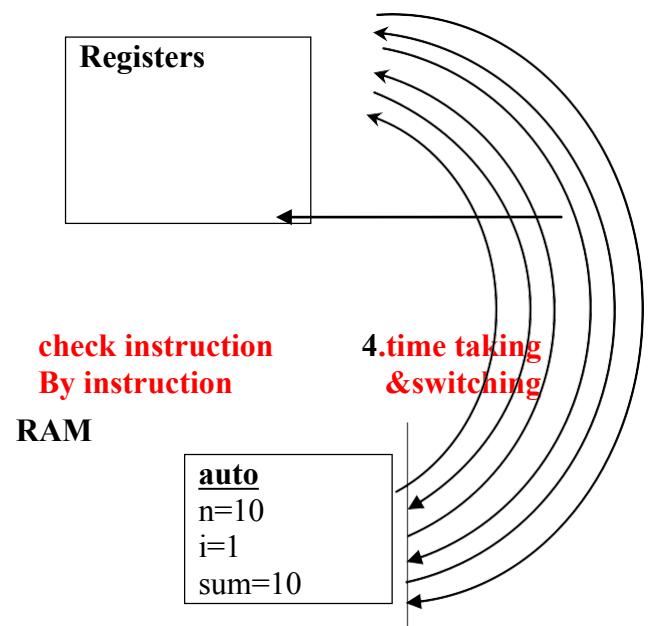 Registers
check instruction 4.time taking
By instruction &switching
RAM
auto
n=10
i=1
sum=10